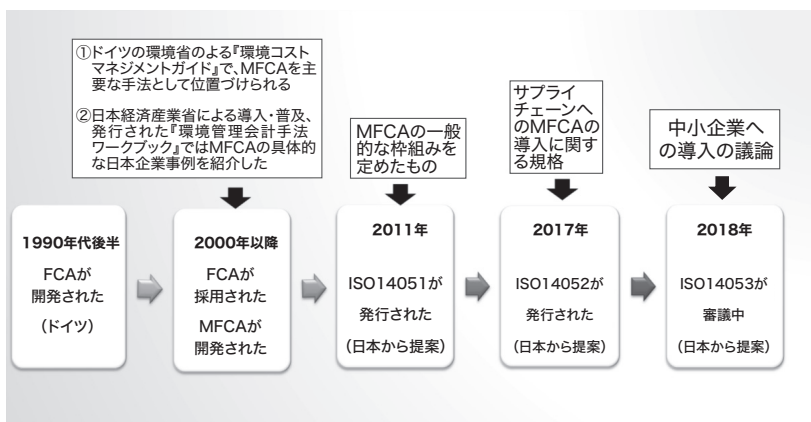 ①ドイツの環境省のよる『環境コスト
マネジメントガイド』で、MFCAを主
要な手法として位置づけられる
②日本経済産業省による導入・普及、
発行された『環境管理会計手法
ワークブック』ではMFCAの具体的
な日本企業事例を紹介した
MFCAの一般
的な枠組みを
定めたもの
サプライ
チェーンへ
のMFCAの
導入に関す
る規格
中小企業へ
の導入の議論
1990年代後半
FCAが
開発された
(ドイツ)
2000年以降
FCAが
採用された
MFCAが
開発された
2011年
ISO14051が
発行された
(日本から提案)
2017年
ISO14052が
発行された
(日本から提案)
2018年
ISO14053が
審議中
(日本から提案)